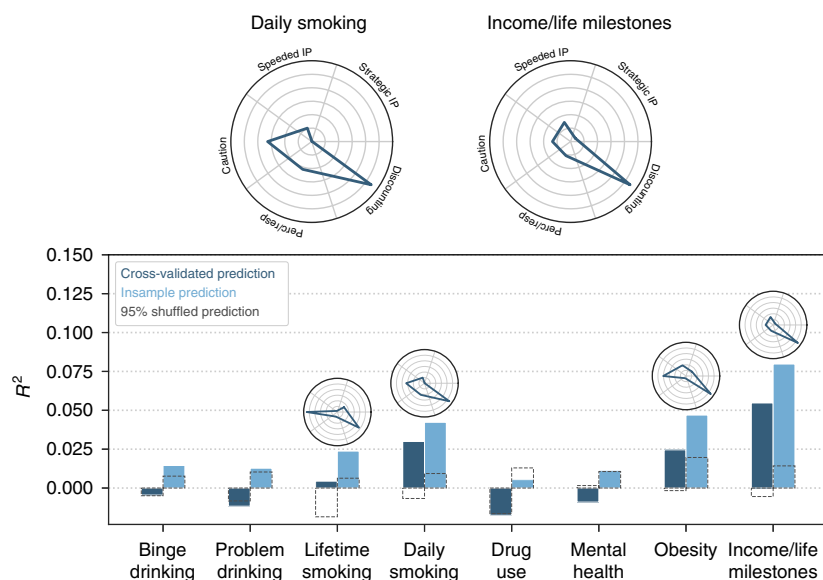 Daily smoking
Income/life milestones
Speeded IP
Strategic IP
Caution
Discounting
Perc/resp
Speeded IP
Strategic IP
Caution
Discounting
Perc/resp
0.150
0.125
0.100
0.075
0.050
0.025
0.000
R²
Cross-validated prediction
Insample prediction
95% shuffled prediction
Binge
drinking
Problem
drinking
Lifetime
smoking
Daily
smoking
Drug
use
Mental
health
Obesity
Income/life
milestones